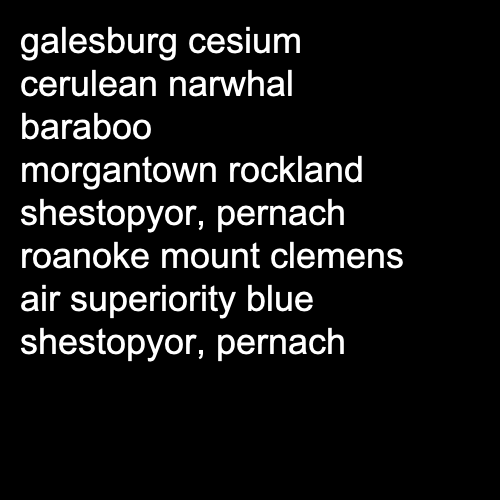 galesburg cesium
cerulean narwhal
baraboo
morgantown rockland
shestopyor, pernach
roanoke mount clemens
air superiority blue
shestopyor, pernach